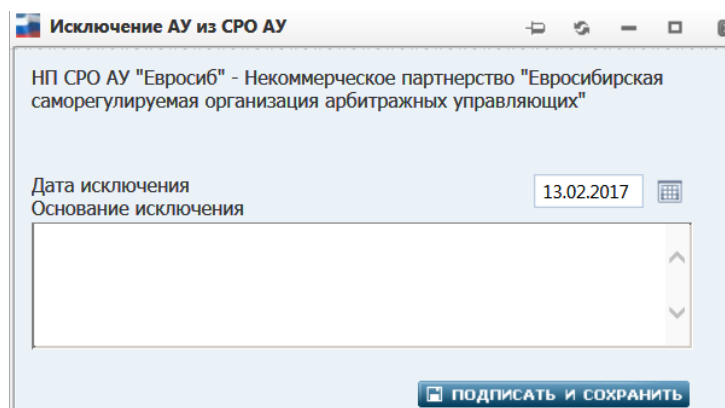 Исключение АУ из СРО АУ
НП СРО АУ "Евросиб" - Некоммерческое партнерство "Евросибирская
саморегулируемая организация арбитражных управляющих"
Дата исключения
13.02.2017
Основание исключения
ПОДПИСАТЬ И СОХРАНИТЬ